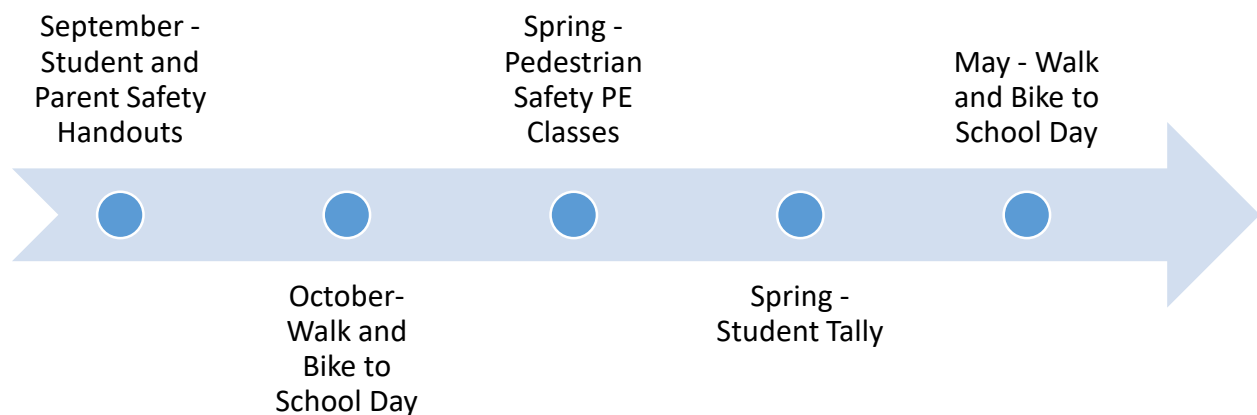 September -
Student and
Parent Safety
Handouts
October-
Walk and
Bike to
School Day
Spring -
Pedestrian
Safety PE
Classes
Spring -
Student Tally
May - Walk
and Bike to
School Day